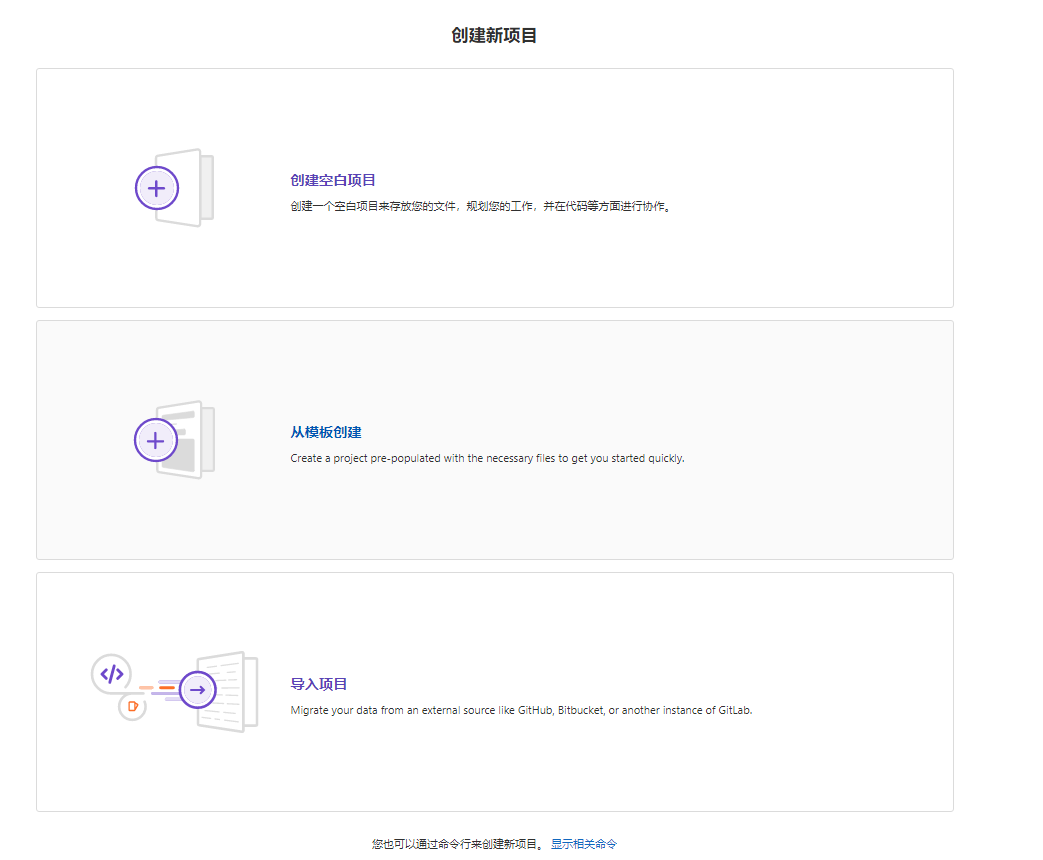 创建新项目
创建空白项目
创建一个空白项目来存放您的文件，规划您的工作，并在代码等方面进行协作。
从模板创建
Create a project pre-populated with the necessary files to get you started quickly.
导入项目
Migrate your data from an external source like GitHub, Bitbucket, or another instance of GitLab.
您也可以通过命令行来创建新项目。 显示相关命令